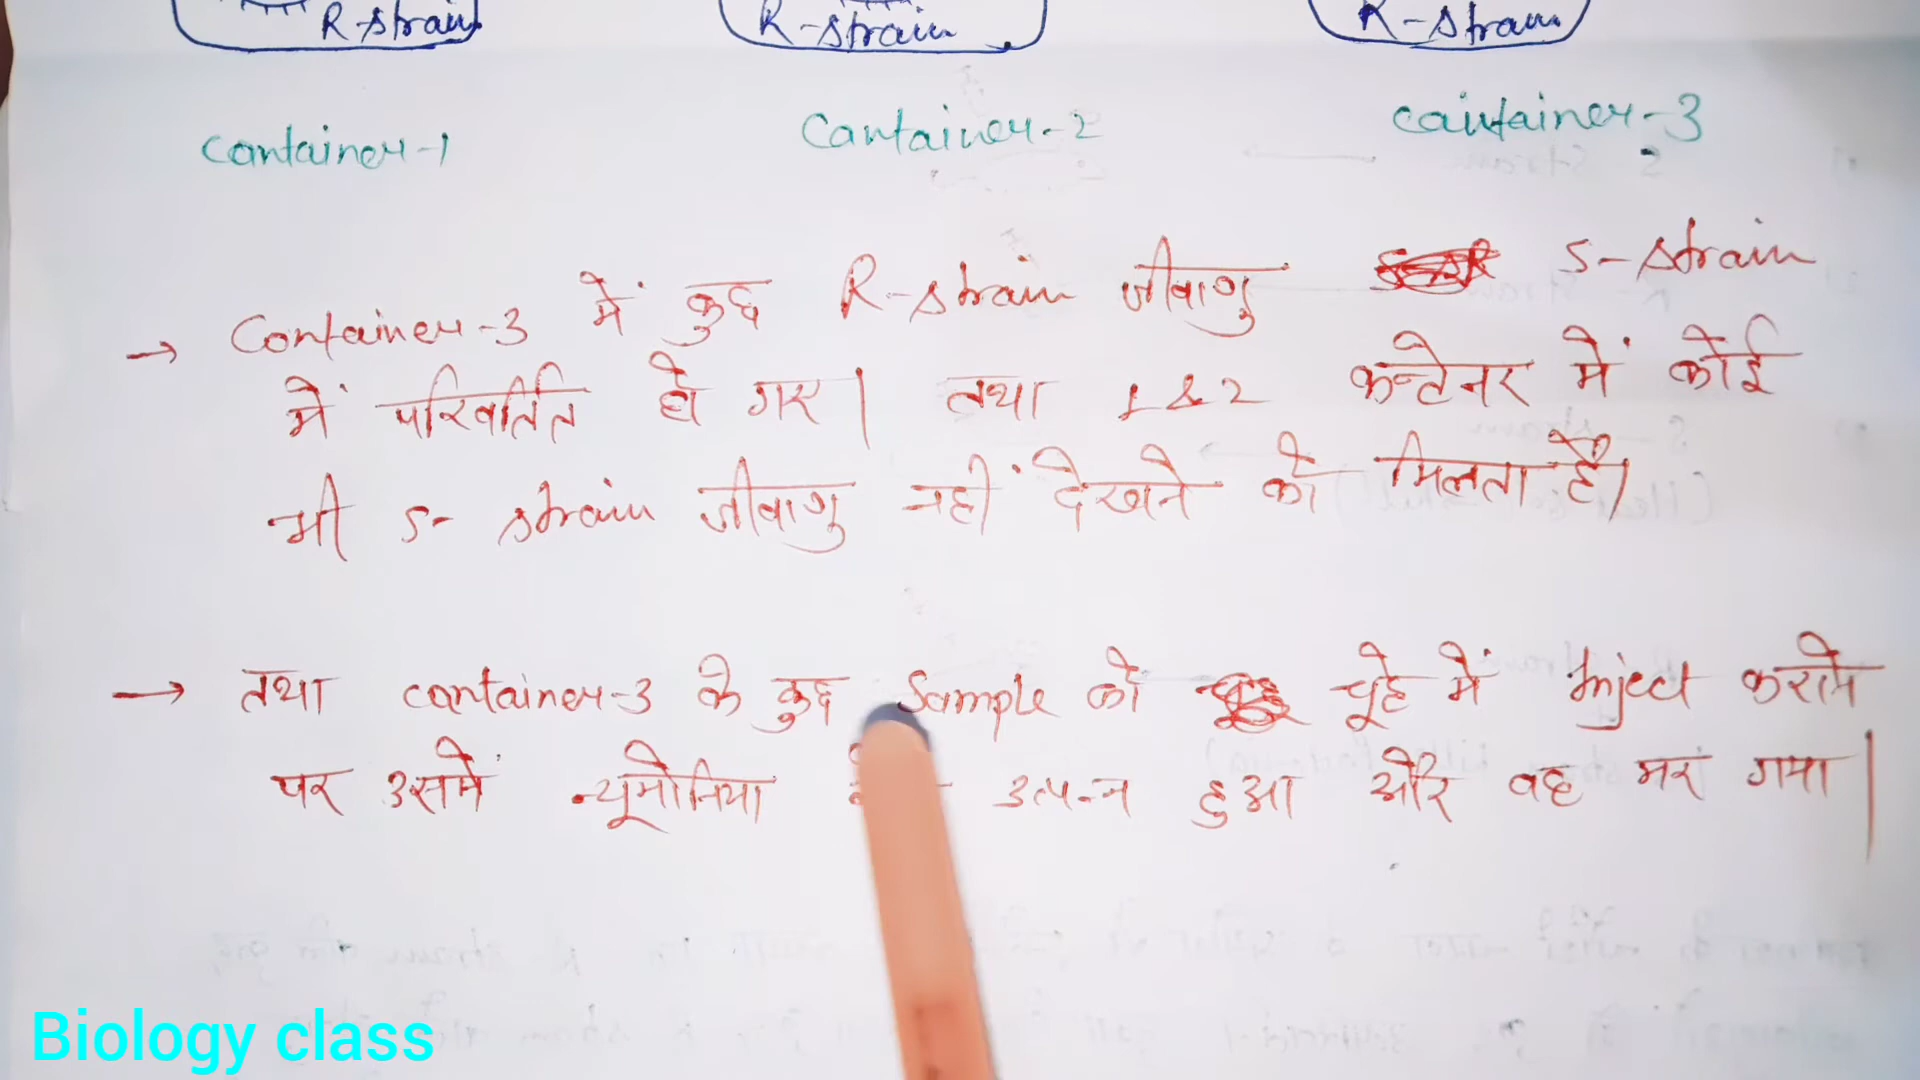 R-strain R-strain R-strain
Container-1 Cantainer-2 Cantainer-3
→ Container-3 में कुछ R-strain जीवाणु S-strain
में परिवर्तित हो गए। तथा 1&2 कन्टेनर में कोई
भी S-strain जीवाणु नहीं देखने को मिलता है।
→ तथा container-3 के कुछ Sample को चूहे में Inject कराने
पर उसमें न्यूमोनिया उत्पन्न हुआ और वह मर गया।
Biology class